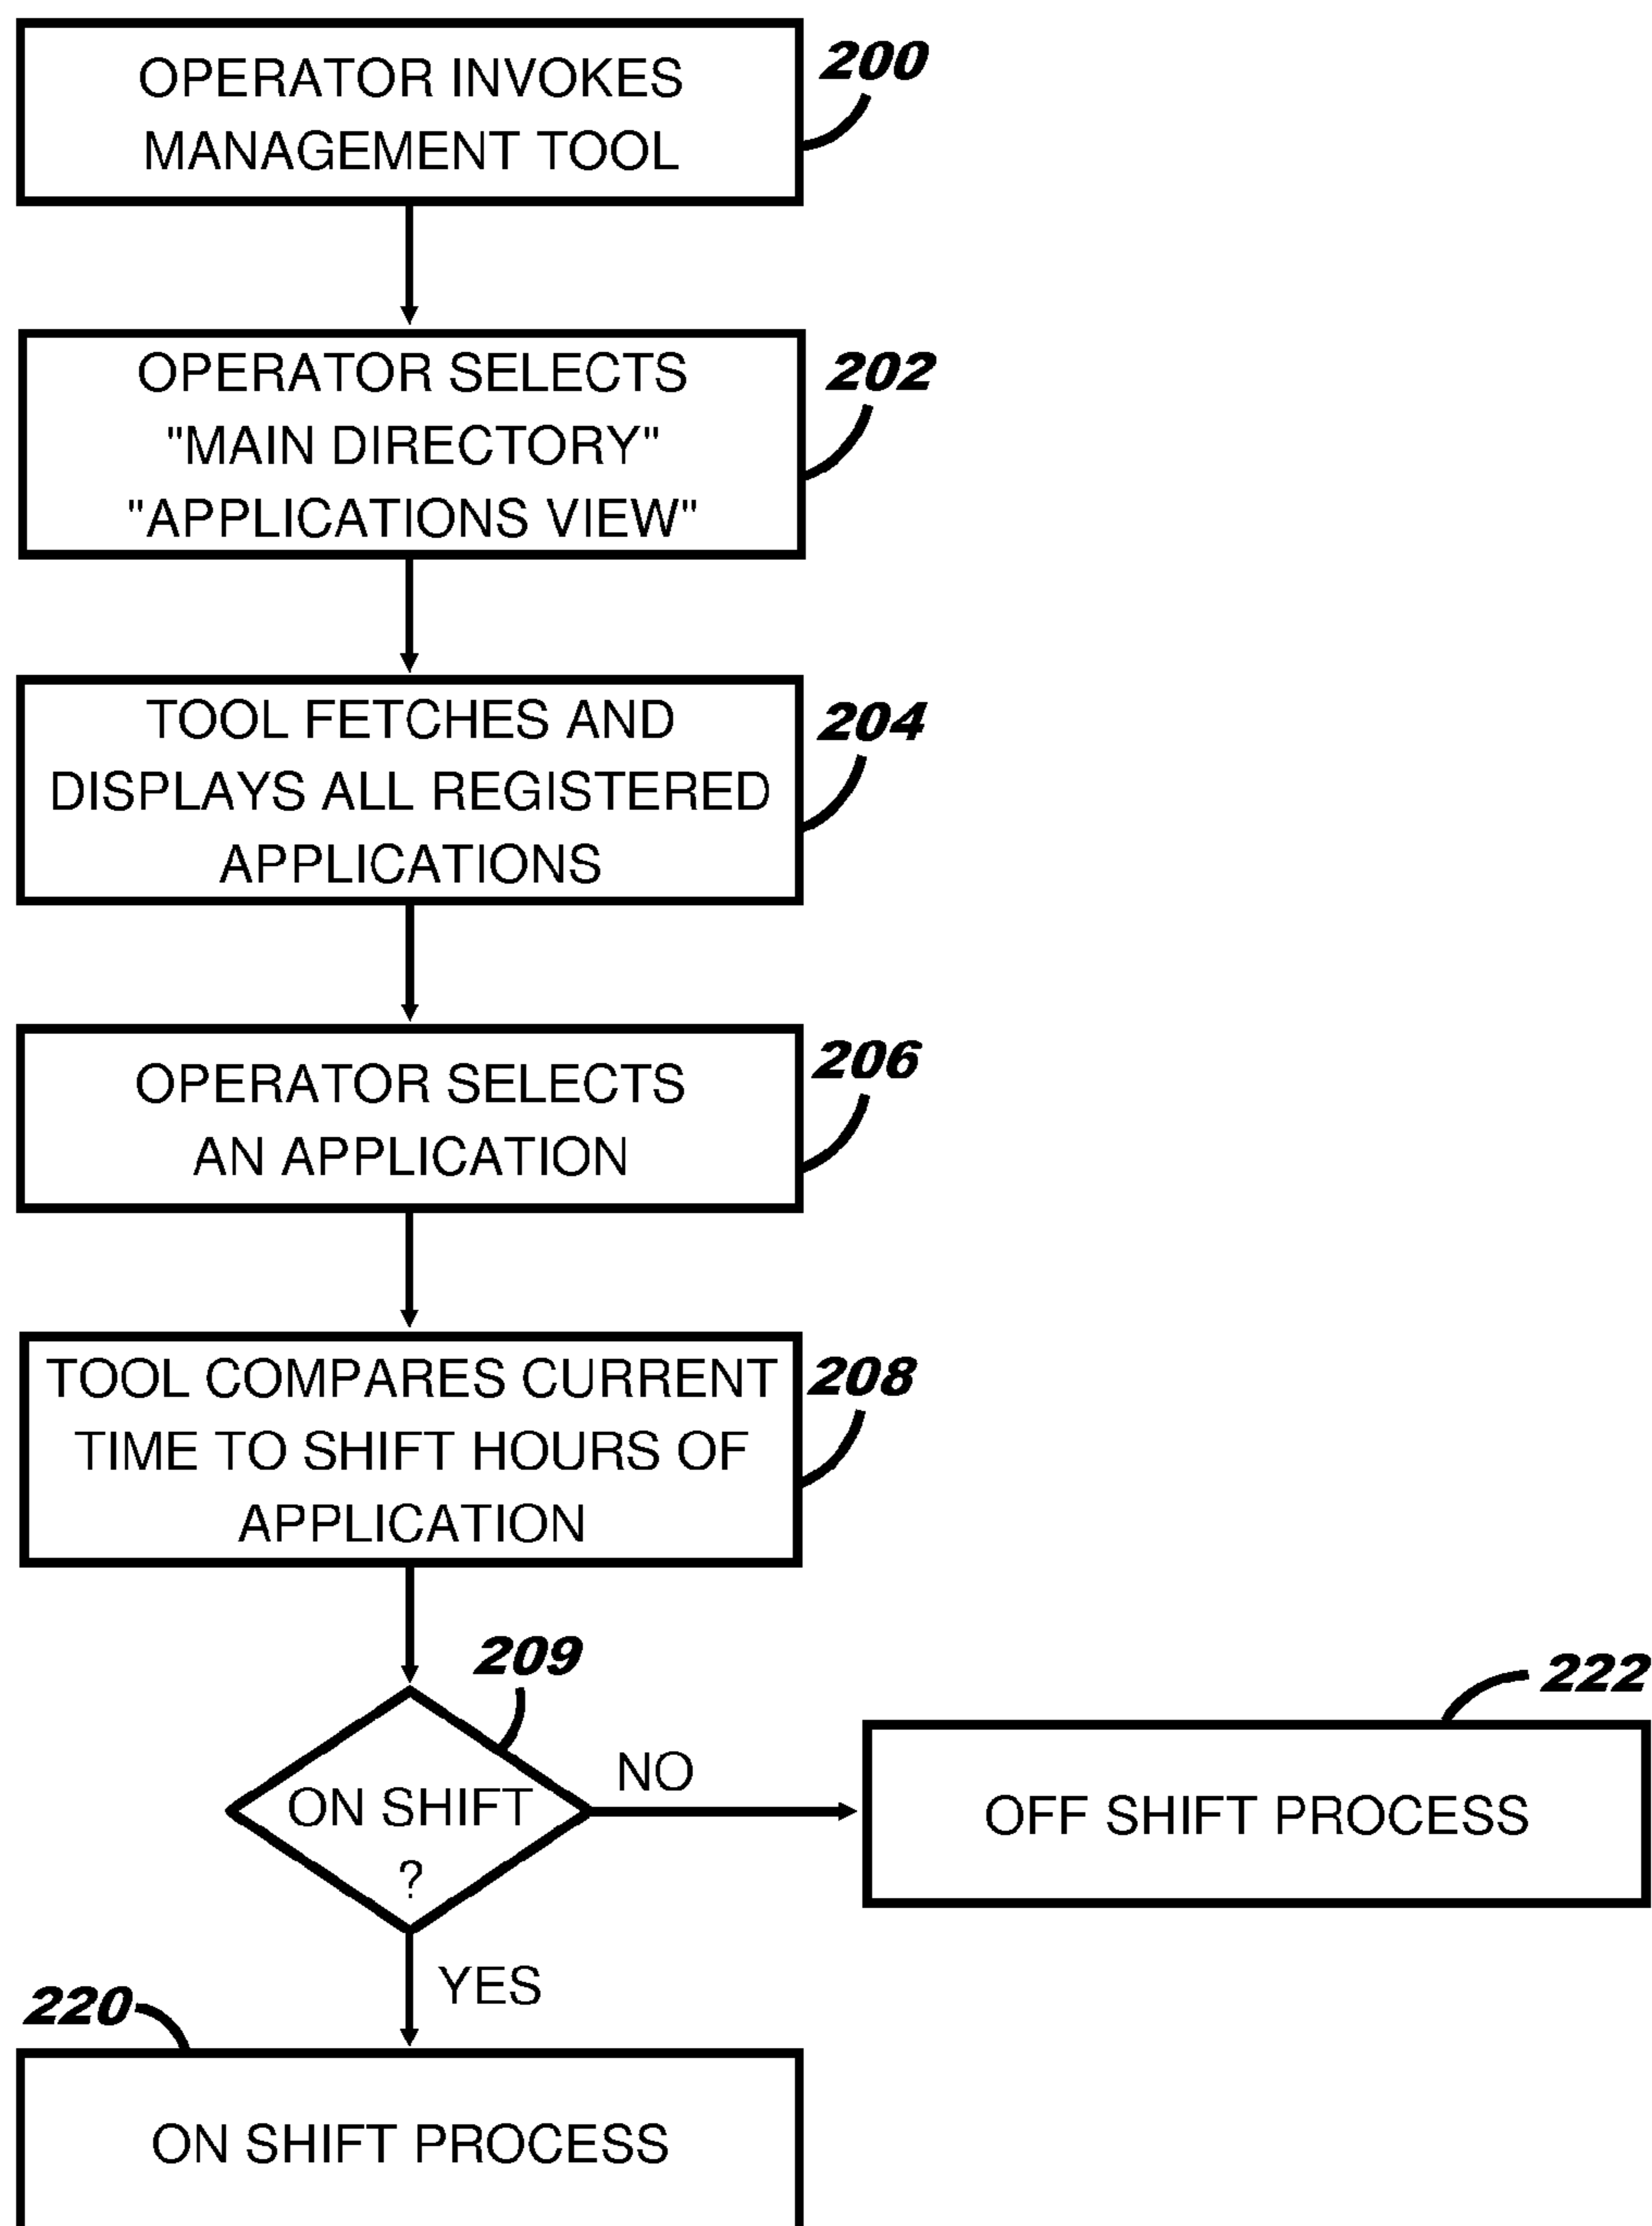 OPERATOR INVOKES
MANAGEMENT TOOL
200
OPERATOR SELECTS
"MAIN DIRECTORY"
"APPLICATIONS VIEW"
202
TOOL FETCHES AND
DISPLAYS ALL REGISTERED
APPLICATIONS
204
OPERATOR SELECTS
AN APPLICATION
206
TOOL COMPARES CURRENT
TIME TO SHIFT HOURS OF
APPLICATION
208
209
ON SHIFT
?
NO
222
OFF SHIFT PROCESS
YES
220
ON SHIFT PROCESS